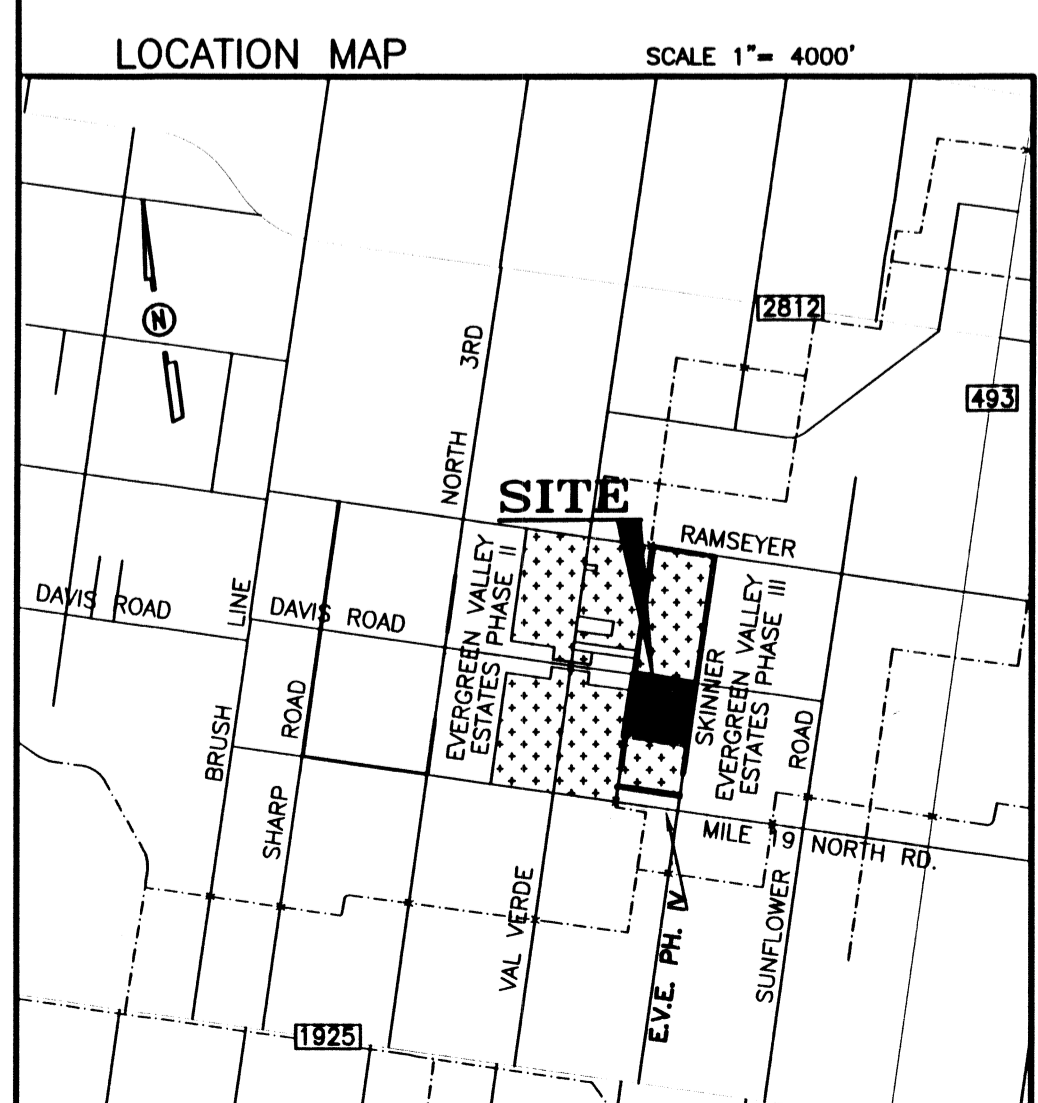 LOCATION MAP
SCALE 1"= 4000'
2812
493
N
NORTH 3RD
SITE
RAMSEYER
DAVIS ROAD
DAVIS ROAD
BRUSH LINE
SHARP ROAD
EVERGREEN VALLEY
ESTATES PHASE II
SKINNER
EVERGREEN VALLEY
ESTATES PHASE III
SUNFLOWER ROAD
MILE 19 NORTH RD.
VAL VERDE
E.V.E. PH. IV
1925